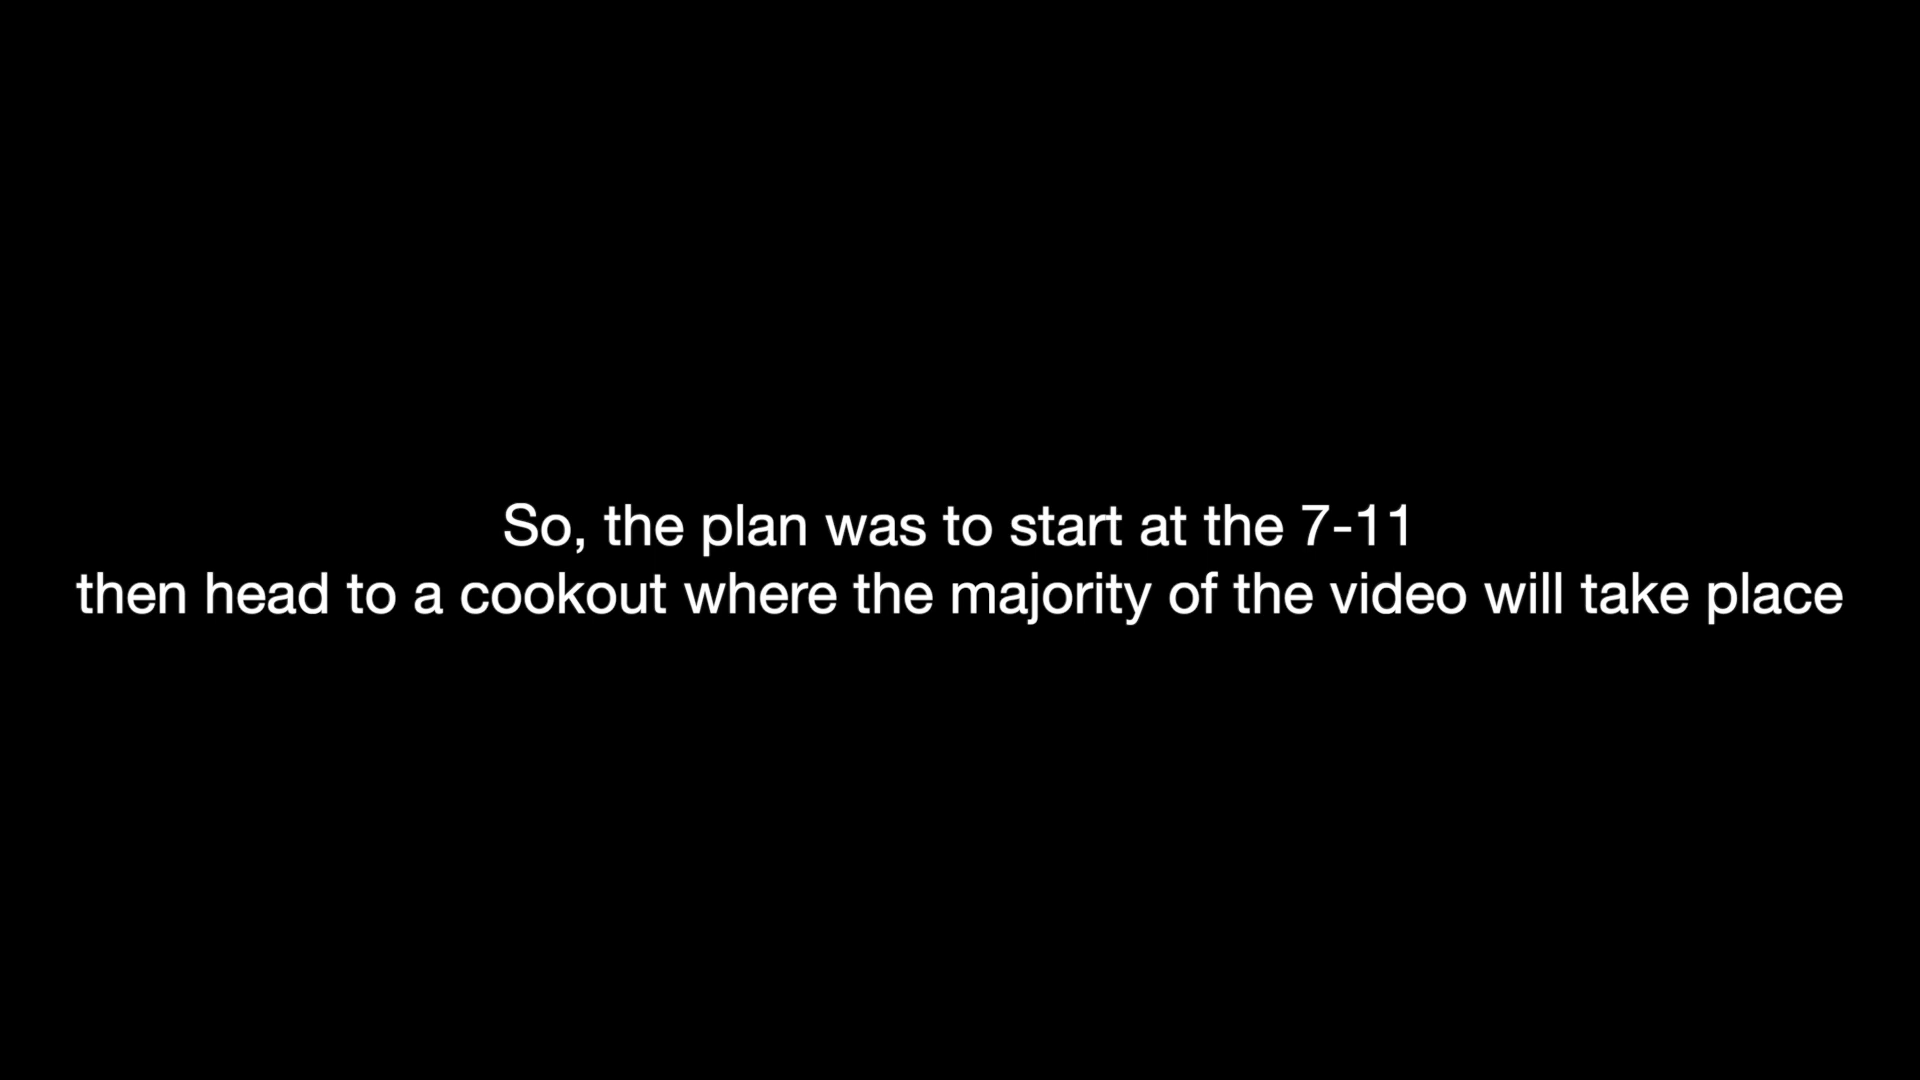 So, the plan was to start at the 7-11
then head to a cookout where the majority of the video will take place